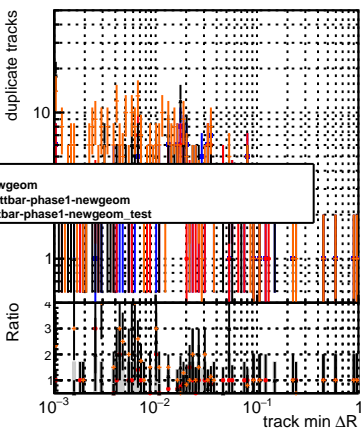 duplicate tracks
10
wgeom
ttbar-phase1-newgeom
tbar-phase1-newgeom_test
1
Ratio
4
3
2
1
10⁻³ 10⁻² 10⁻¹ 1
track min ΔR